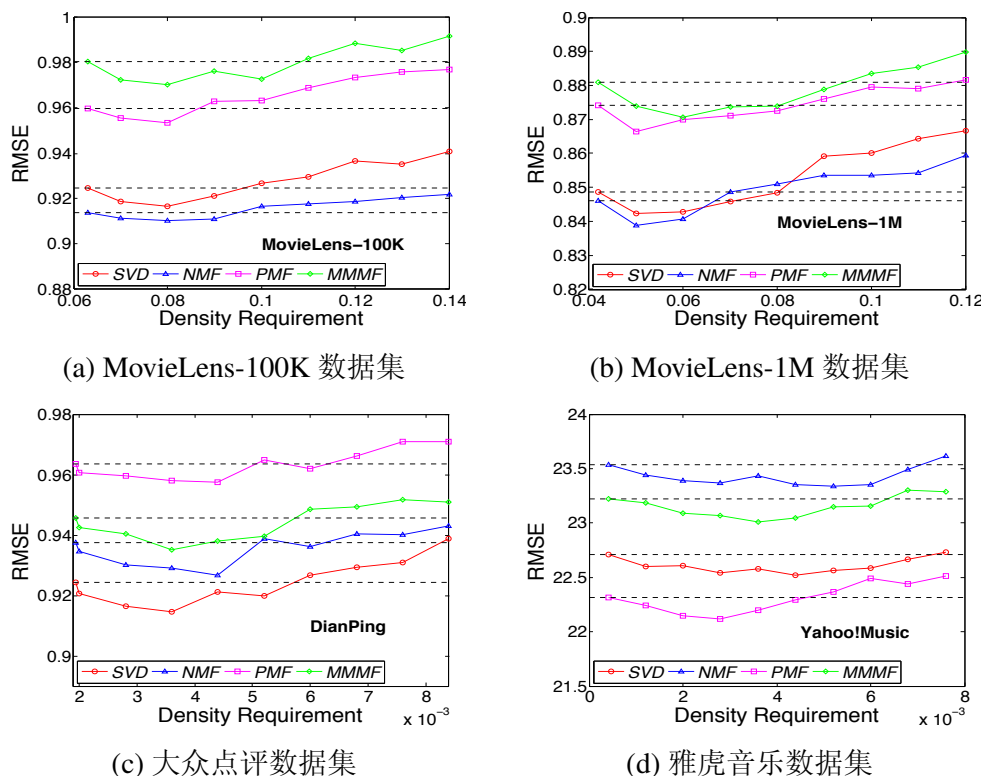 1
0.98
0.96
0.94
0.92
0.9
0.88
RMSE
MovieLens-100K
SVD NMF PMF MMMF
0.06 0.08 0.1 0.12 0.14
Density Requirement
(a) MovieLens-100K 数据集
0.9
0.89
0.88
0.87
0.86
0.85
0.84
0.83
0.82
RMSE
MovieLens-1M
SVD NMF PMF MMMF
0.04 0.06 0.08 0.1 0.12
Density Requirement
(b) MovieLens-1M 数据集
0.98
0.96
0.94
0.92
0.9
RMSE
DianPing
SVD NMF PMF MMMF
2 3 4 5 6 7 8
Density Requirement
x 10⁻³
(c) 大众点评数据集
24
23.5
23
22.5
22
21.5
RMSE
Yahoo!Music
SVD NMF PMF MMMF
0 2 4 6 8
Density Requirement
x 10⁻³
(d) 雅虎音乐数据集